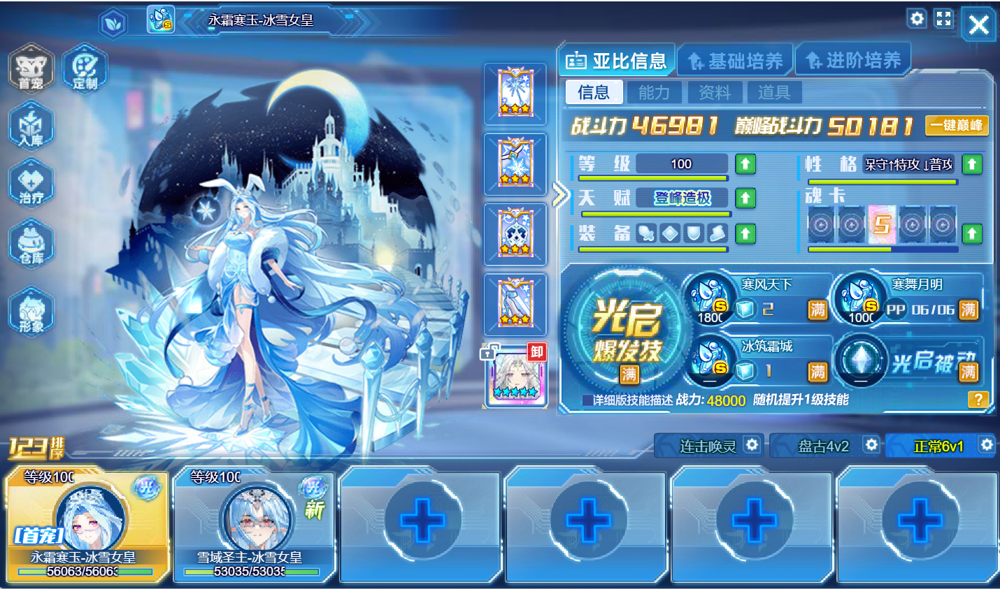 永霜寒玉-冰雪女皇
首宠
定制
入库
治疗
仓库
形象
亚比信息
基础培养
进阶培养
信息
能力
资料
道具
战斗力 46981
巅峰战斗力 50181
一键巅峰
等级
100
性格
呆守↑特攻↓普攻
天赋
登峰造极
魂卡
S
装备
卸
光启
爆发技
满
寒风天下
S
1800
2
满
寒舞月明
S
1000
PP 06/06
满
冰筑霜城
S
1
满
光启被动
满
详细版技能描述 战力:48000 随机提升1级技能
?
123排序
连击唤灵
盘古4v2
正常6v1
等级100
光
[首宠]
永霜寒玉-冰雪女皇
56063/56063
等级100
光
新
雪域圣主-冰雪女皇
53035/53035